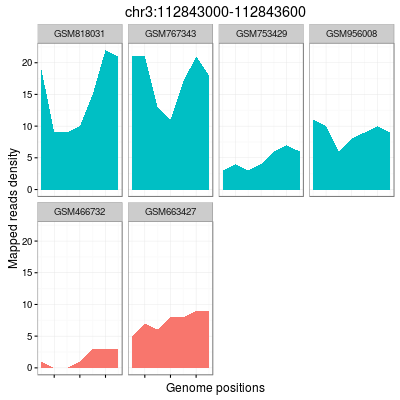 chr3:112843000-112843600
GSM818031 GSM767343 GSM753429 GSM956008
20
15
10
5
0
GSM466732 GSM663427
20
15
10
5
0
Mapped reads density
Genome positions